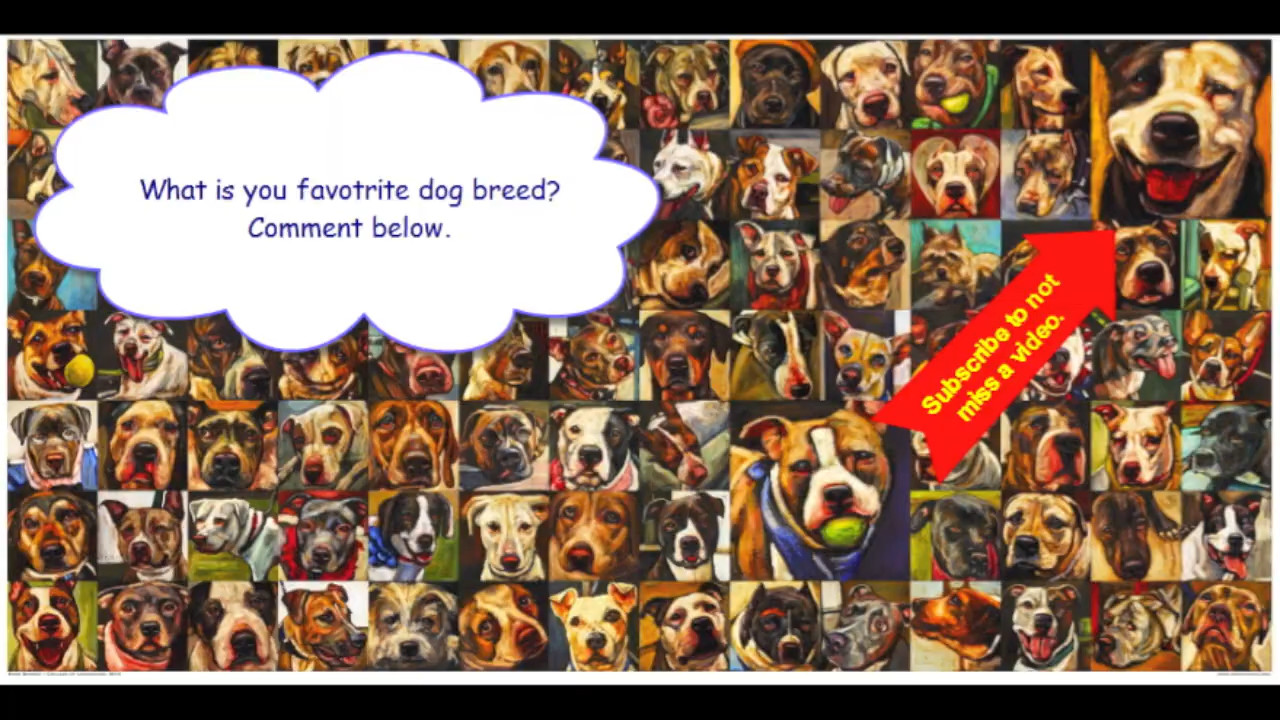 What is you favotrite dog breed?
Comment below.
Subscribe to not
miss a video.